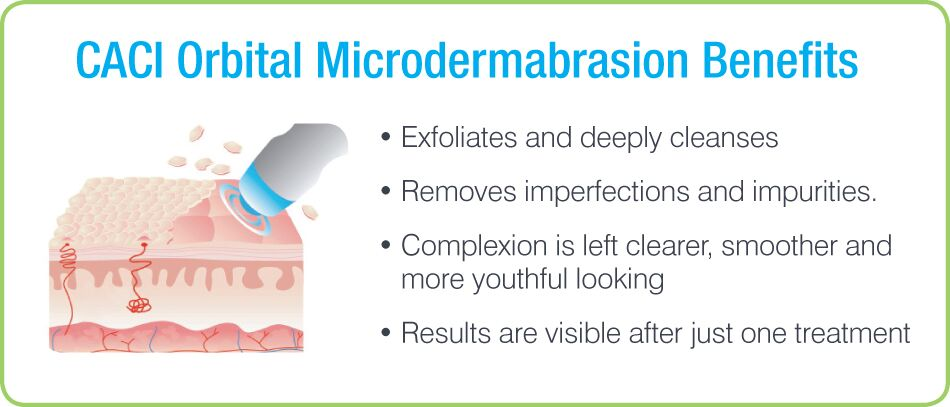 CACI Orbital Microdermabrasion Benefits
• Exfoliates and deeply cleanses
• Removes imperfections and impurities.
• Complexion is left clearer, smoother and
more youthful looking
• Results are visible after just one treatment